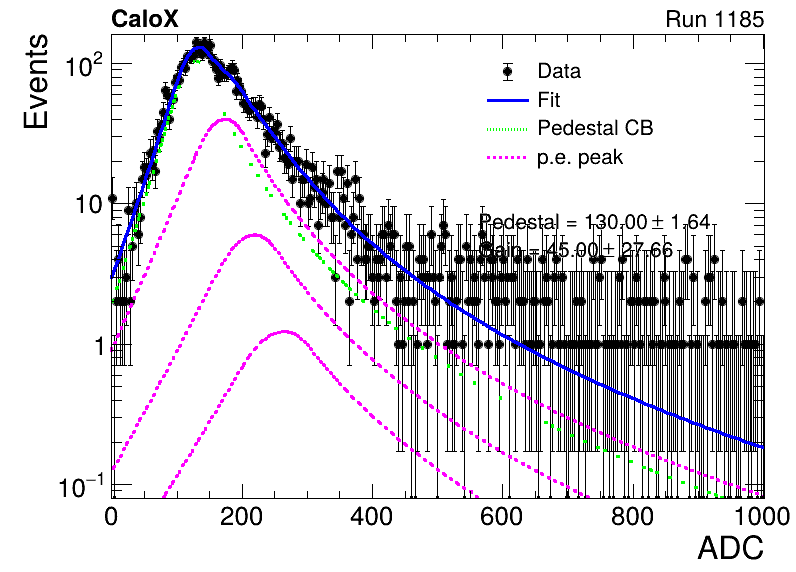 CaloX Run 1185
Events
10²
10
1
10⁻¹
Data
Fit
Pedestal CB
p.e. peak
Pedestal = 130.00 ± 1.64
Gain = 45.00 ± 27.66
0 200 400 600 800 1000
ADC